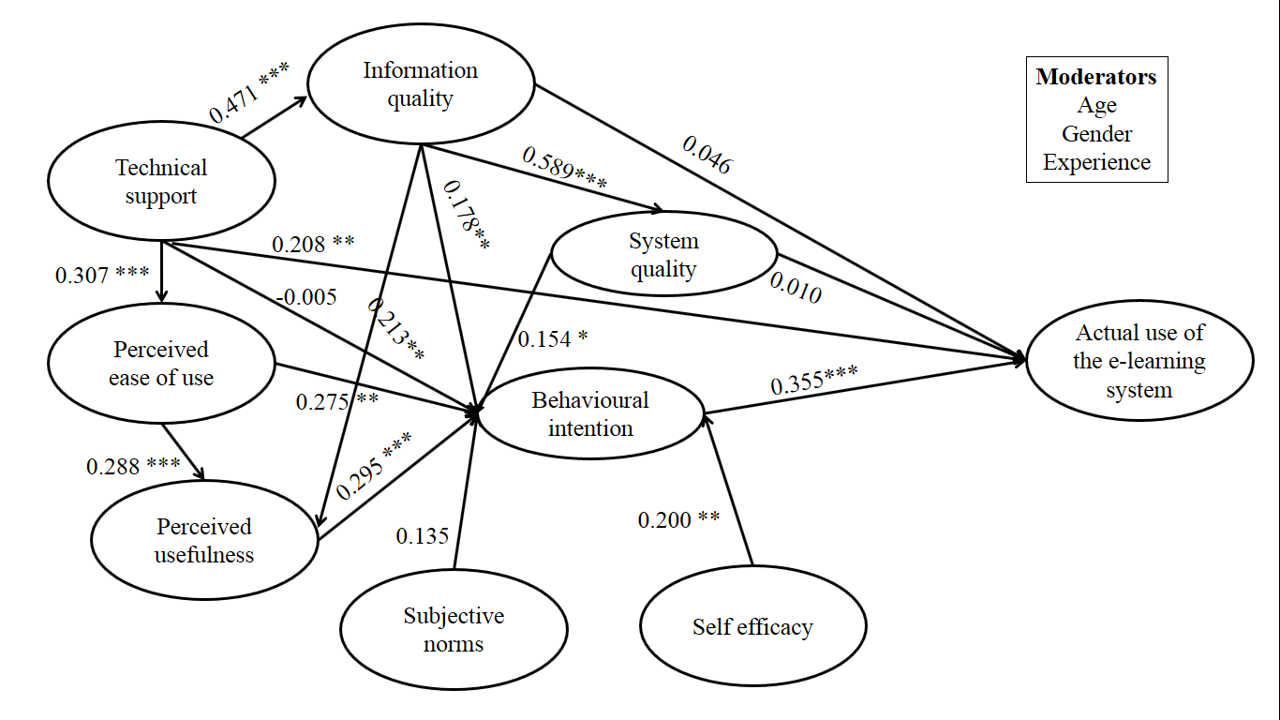 Information
quality
Moderators
Age
Gender
Experience
0.471 ***
Technical
support
0.046
0.589***
0.178**
System
quality
0.208 **
0.307 ***
-0.005
0.010
0.213**
0.154 *
Perceived
ease of use
Actual use of
the e-learning
system
0.275 **
Behavioural
intention
0.355***
0.288 ***
0.295 ***
Perceived
usefulness
0.135
0.200 **
Subjective
norms
Self efficacy